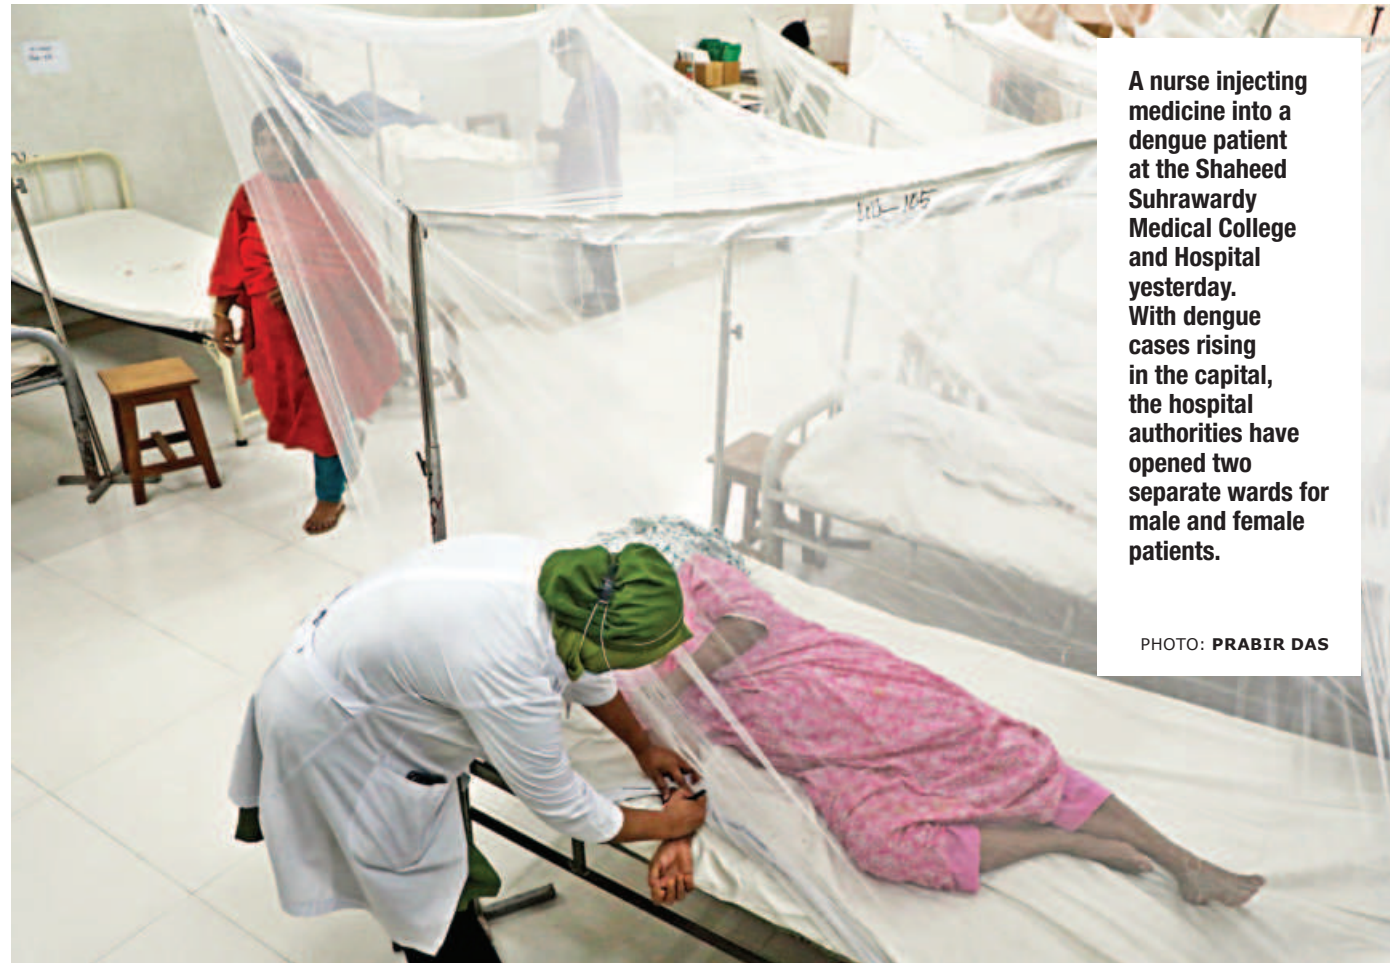 A nurse injecting
medicine into a
dengue patient
at the Shaheed
Suhrawardy
Medical College
and Hospital
yesterday.
With dengue
cases rising
in the capital,
the hospital
authorities have
opened two
separate wards for
male and female
patients.
PHOTO: PRABIR DAS